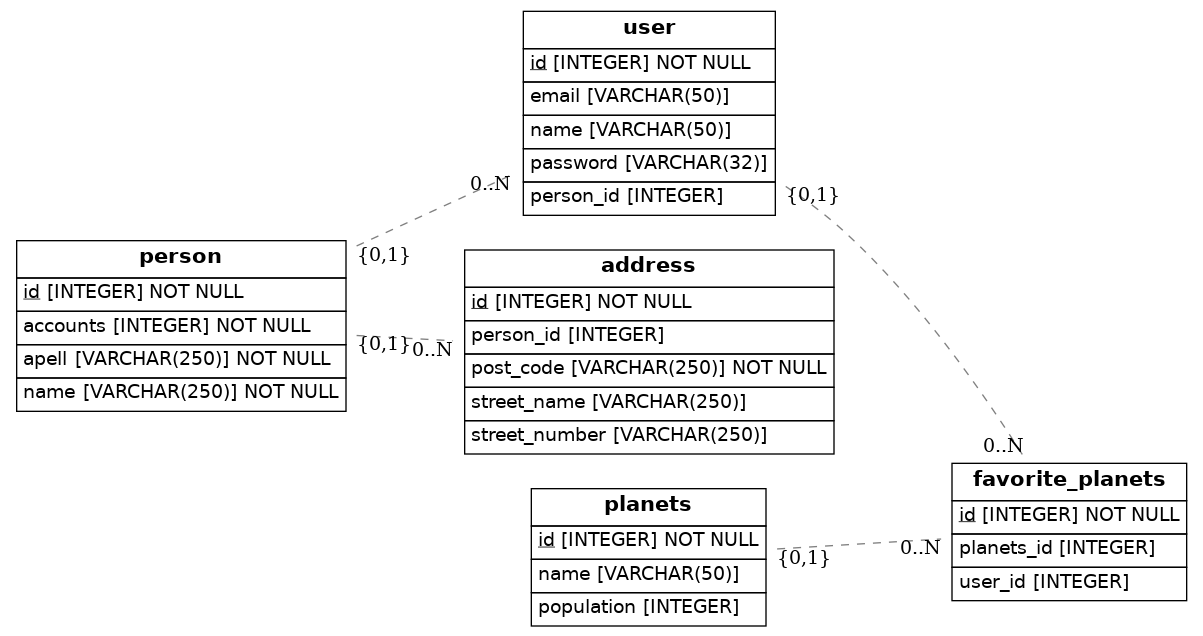 user
id [INTEGER] NOT NULL
email [VARCHAR(50)]
name [VARCHAR(50)]
password [VARCHAR(32)]
person_id [INTEGER]
0..N
{0,1}
{0,1}
person
id [INTEGER] NOT NULL
accounts [INTEGER] NOT NULL
apell [VARCHAR(250)] NOT NULL
name [VARCHAR(250)] NOT NULL
{0,1}
0..N
address
id [INTEGER] NOT NULL
person_id [INTEGER]
post_code [VARCHAR(250)] NOT NULL
street_name [VARCHAR(250)]
street_number [VARCHAR(250)]
0..N
favorite_planets
id [INTEGER] NOT NULL
planets_id [INTEGER]
user_id [INTEGER]
planets
id [INTEGER] NOT NULL
name [VARCHAR(50)]
population [INTEGER]
{0,1}
0..N